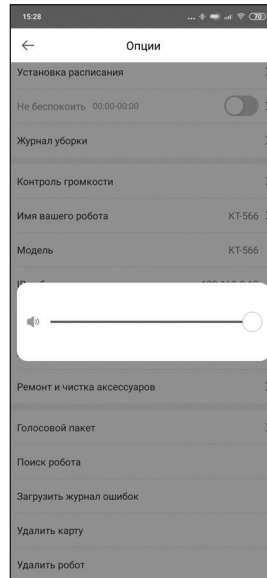 15:28
... 70
Опции
Установка расписания
Не беспокоить 00:00-00:00
Журнал уборки
Контроль громкости
Имя вашего робота KT-566
Модель KT-566
Ремонт и чистка аксессуаров
Голосовой пакет
Поиск робота
Загрузить журнал ошибок
Удалить карту
Удалить робот